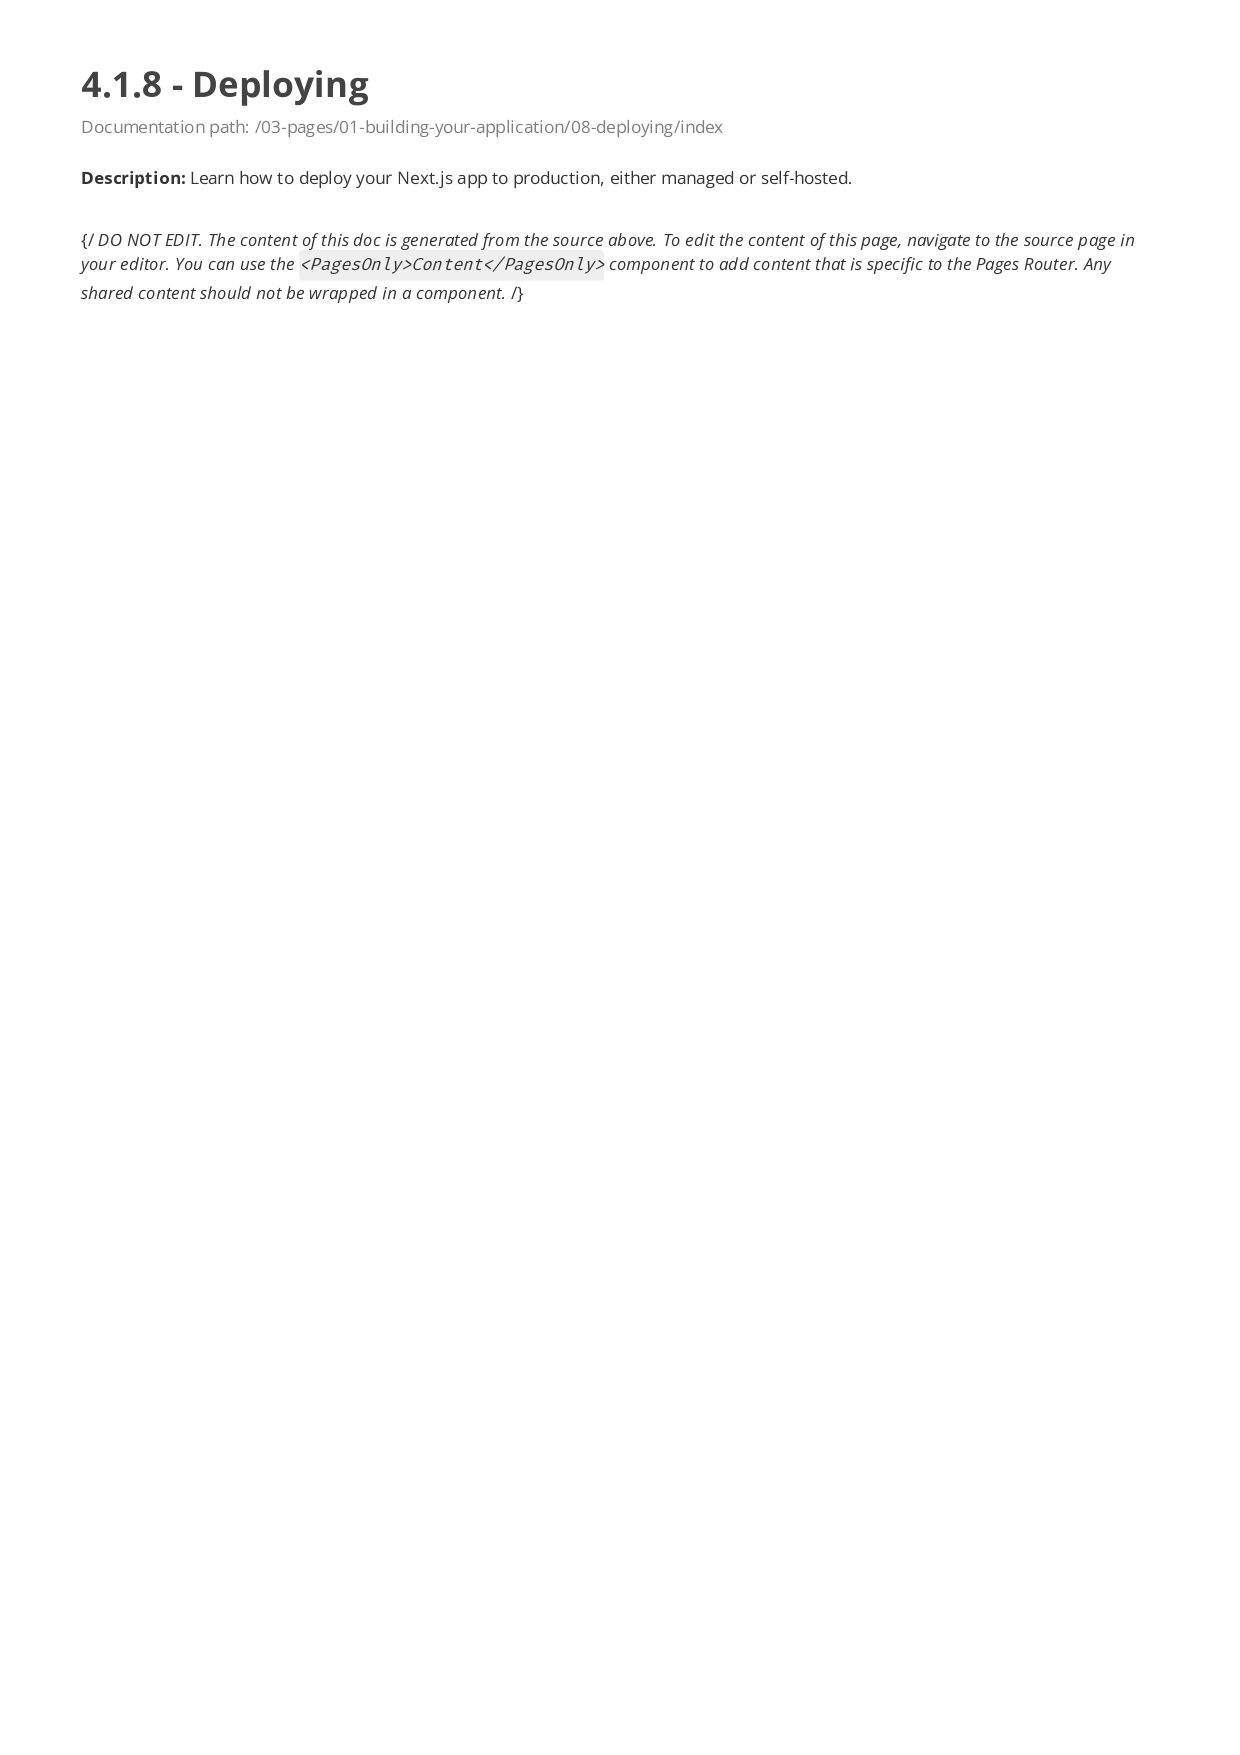 4.1.8 - Deploying
Documentation path: /03-pages/01-building-your-application/08-deploying/index
Description: Learn how to deploy your Next.js app to production, either managed or self-hosted.
{/ DO NOT EDIT. The content of this doc is generated from the source above. To edit the content of this page, navigate to the source page in
your editor. You can use the <PagesOnly>Content</PagesOnly> component to add content that is specific to the Pages Router. Any
shared content should not be wrapped in a component. /}